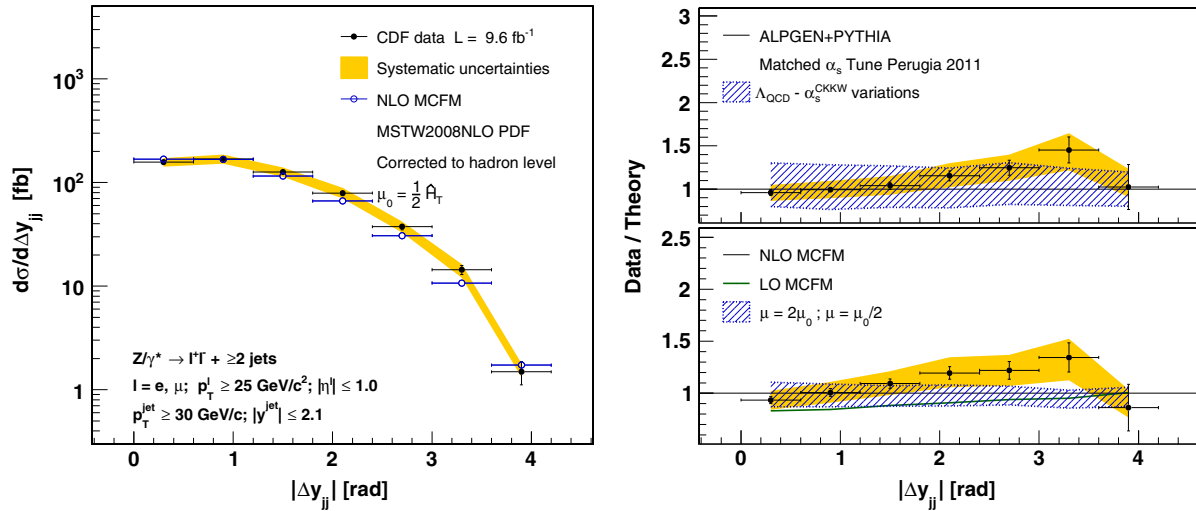 dσ/dΔy_jj [fb]
10³
10²
10
1
CDF data L = 9.6 fb⁻¹
Systematic uncertainties
NLO MCFM
MSTW2008NLO PDF
Corrected to hadron level
μ₀ = 1/2 Ĥ_T
Z/γ* → l⁺l⁻ + ≥2 jets
l = e, μ; p_T^l ≥ 25 GeV/c²; |η^l| ≤ 1.0
p_T^jet ≥ 30 GeV/c; |y^jet| ≤ 2.1
0 1 2 3 4
|Δy_jj| [rad]
Data / Theory
3
2.5
2
1.5
1
ALPGEN+PYTHIA
Matched α_s Tune Perugia 2011
Λ_QCD - α_s^CKKW variations
2.5
2
1.5
1
NLO MCFM
LO MCFM
μ = 2μ₀ ; μ = μ₀/2
0 1 2 3 4
|Δy_jj| [rad]